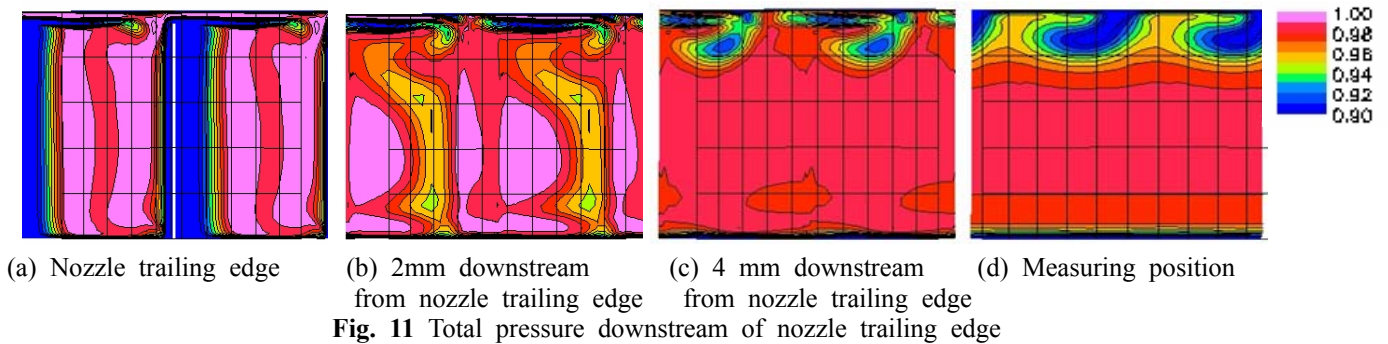 1.00
0.98
0.96
0.94
0.92
0.90
(a) Nozzle trailing edge
(b) 2mm downstream
from nozzle trailing edge
(c) 4 mm downstream
from nozzle trailing edge
(d) Measuring position
Fig. 11 Total pressure downstream of nozzle trailing edge